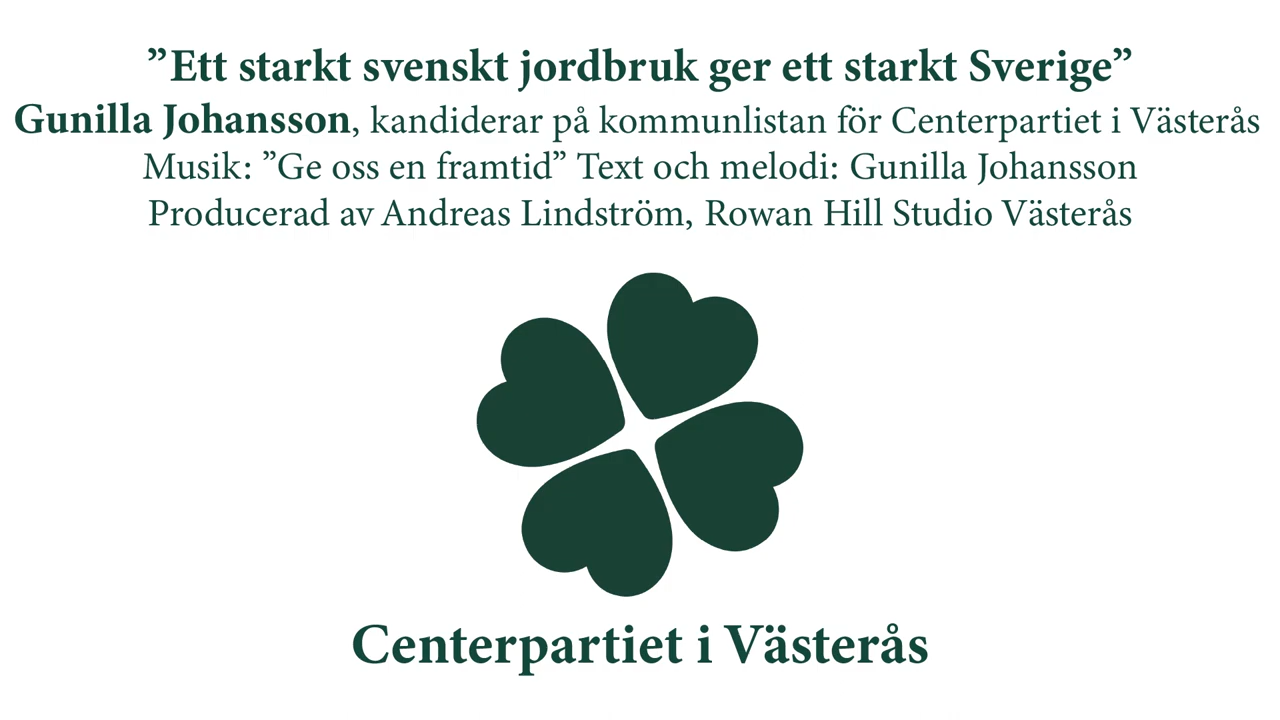 ”Ett starkt svenskt jordbruk ger ett starkt Sverige”
Gunilla Johansson, kandiderar på kommunlistan för Centerpartiet i Västerås
Musik: ”Ge oss en framtid” Text och melodi: Gunilla Johansson
Producerad av Andreas Lindström, Rowan Hill Studio Västerås
Centerpartiet i Västerås